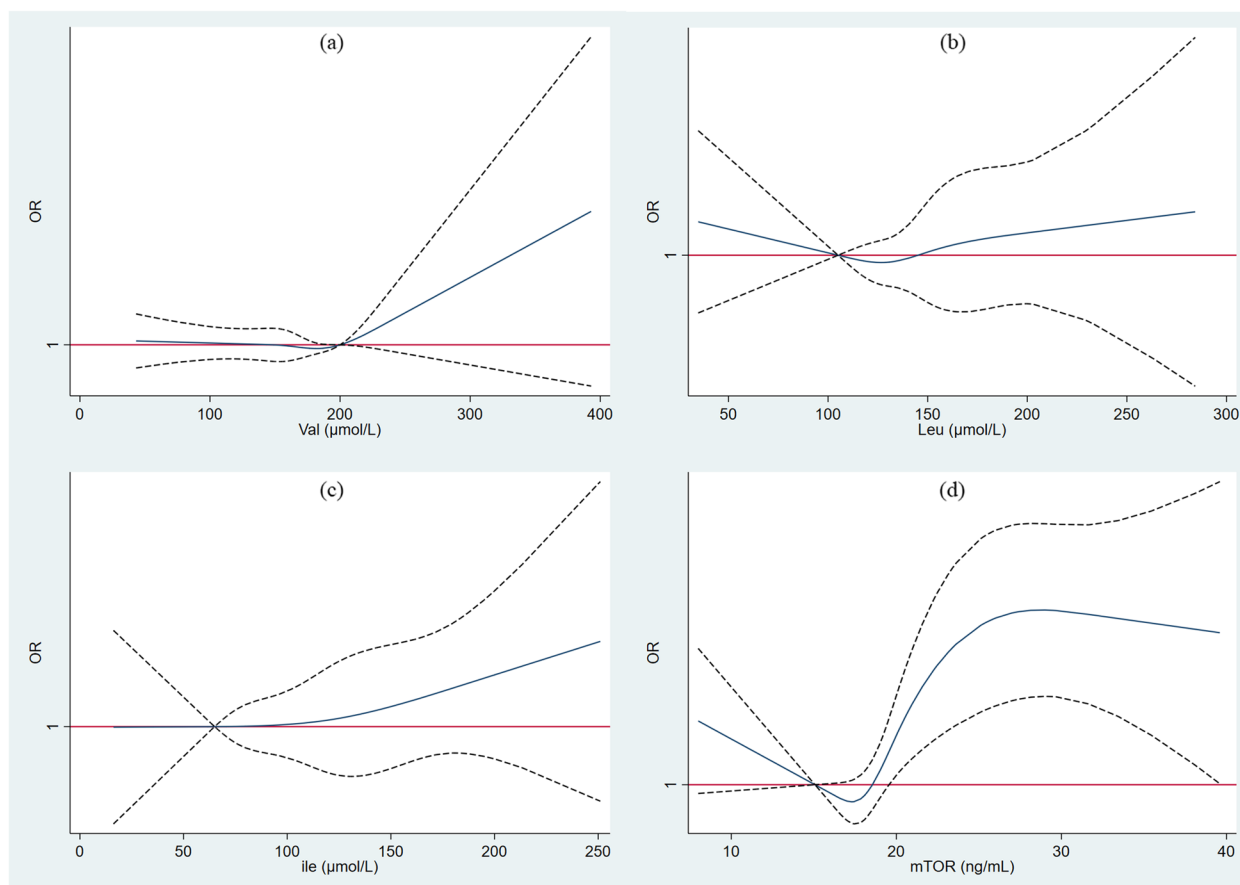 (a)
OR
1
0 100 200 300 400
Val (μmol/L)
(b)
OR
1
50 100 150 200 250 300
Leu (μmol/L)
(c)
OR
1
0 50 100 150 200 250
ile (μmol/L)
(d)
OR
1
10 20 30 40
mTOR (ng/mL)